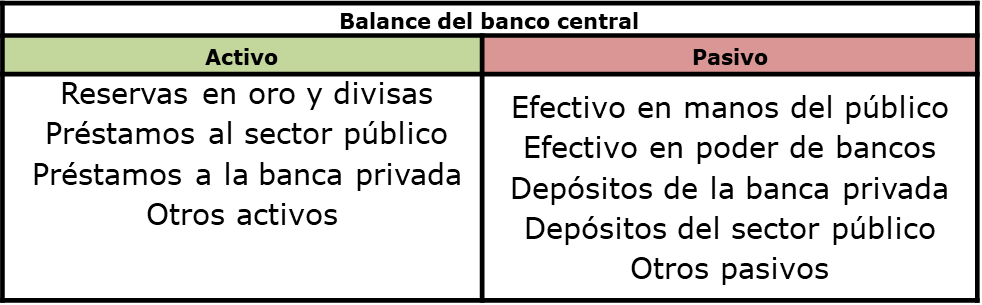 Balance del banco central
Activo
Pasivo
Reservas en oro y divisas
Préstamos al sector público
Préstamos a la banca privada
Otros activos
Efectivo en manos del público
Efectivo en poder de bancos
Depósitos de la banca privada
Depósitos del sector público
Otros pasivos